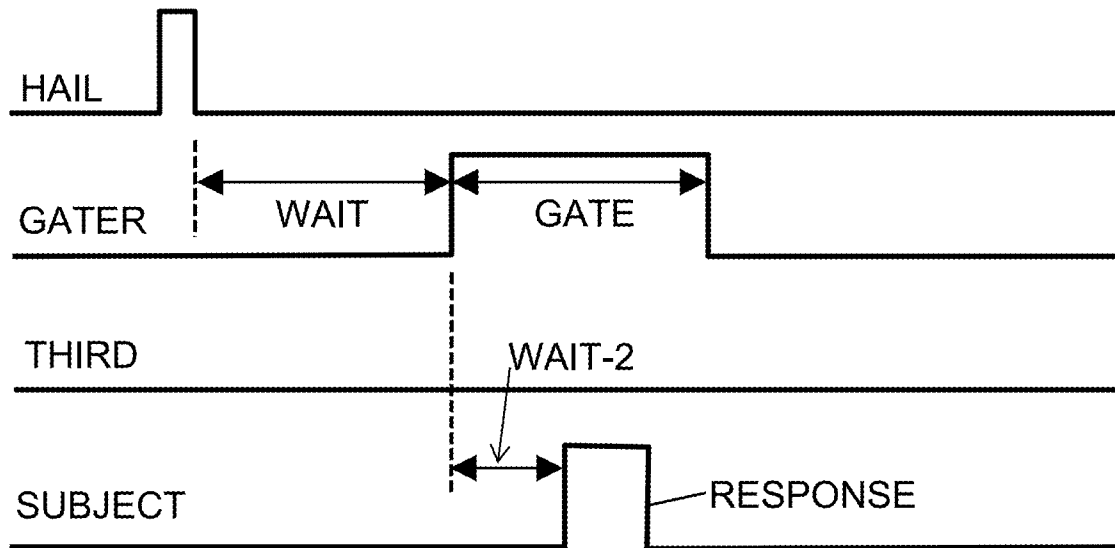 HAIL
GATER
WAIT
GATE
THIRD
WAIT-2
SUBJECT
RESPONSE